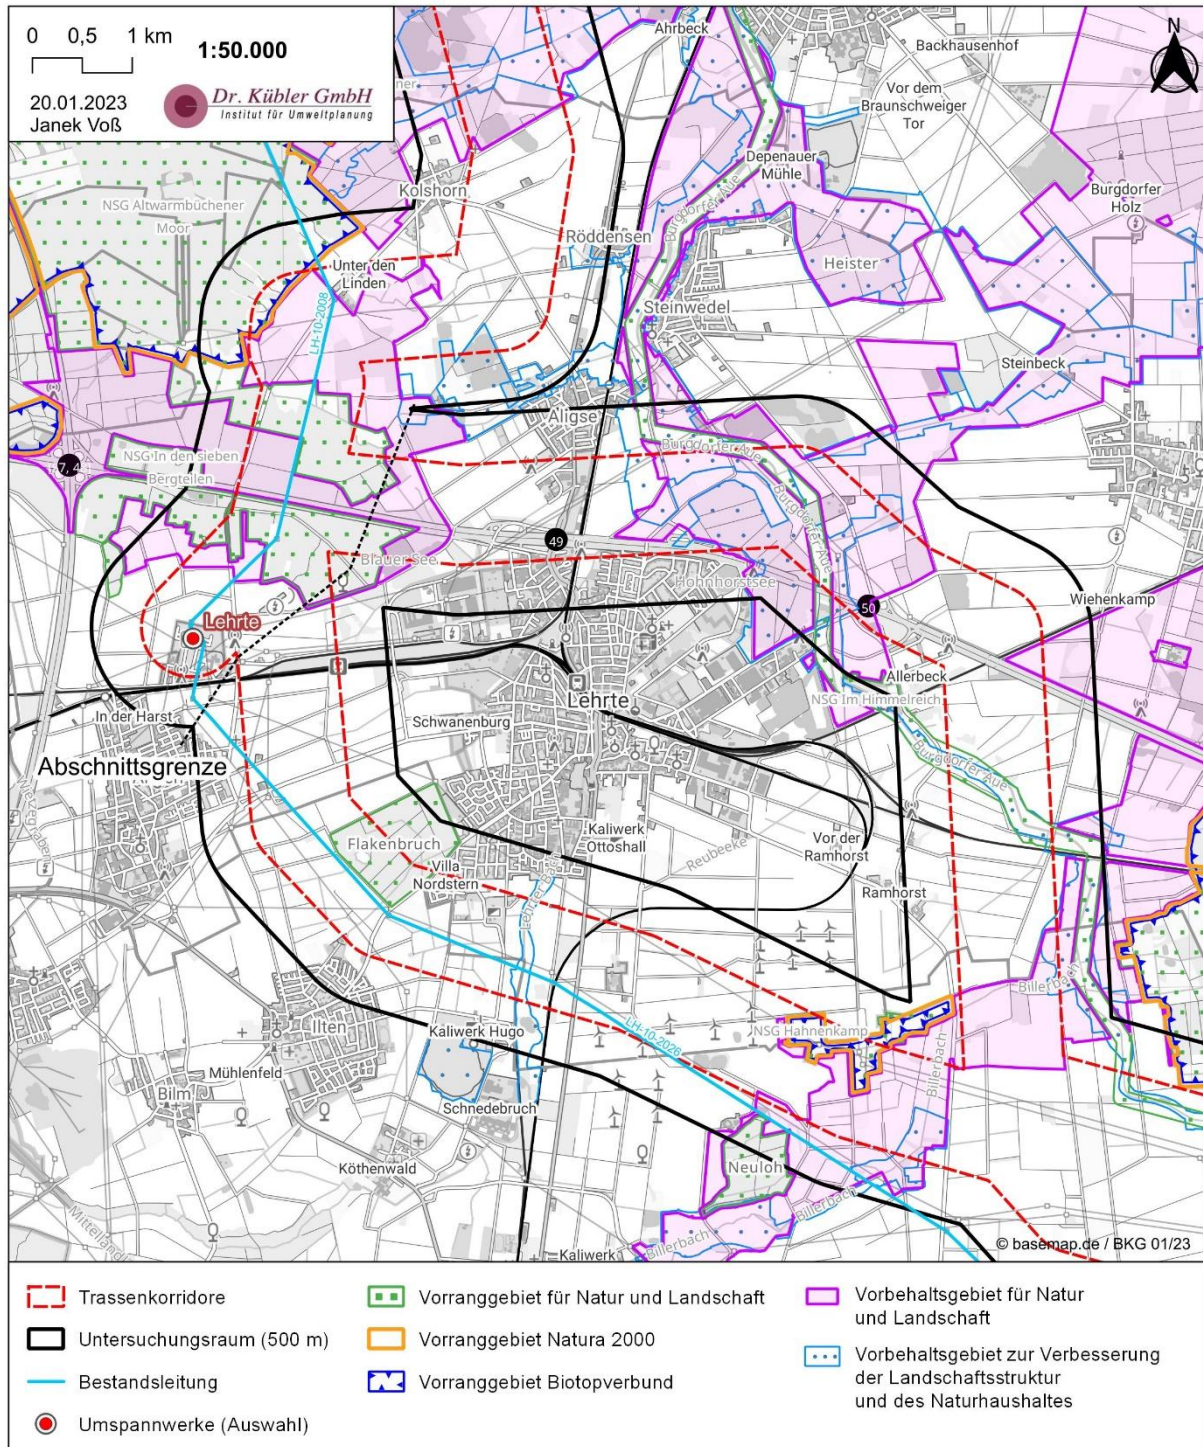 0 0,5 1 km
1:50.000
20.01.2023
Janek Voß
Dr. Kübler GmbH
Institut für Umweltplanung
N
Ahrbeck
Backhausenhof
Vor dem
Braunschweiger
Tor
Kolshorn
Depenauer
Mühle
Burgdorfer
Holz
NSG Altwarmbüchener
Moor
Burgdorfer Aue
Röddensen
Heister
Unter den
Linden
LH-10-2008
Steinwedel
Steinbeck
Aligse
NSG In den sieben
Bergteilen
7, 4
Burgdorfer Aue
Burgdorfer Aue
49
Blauer See
Hohnhorstsee
50
Wiehenkamp
Lehrte
Allerbeck
In der Harst
Schwanenburg
Lehrte
NSG Im Himmelreich
Burgdorfer Aue
Abschnittsgrenze
Flakenbruch
Kaliwerk
Ottoshall
Reubeeke
Vor der
Ramhorst
Villa
Nordstern
Ramhorst
Lehrter Bach
Billerbach
Ilten
Kaliwerk Hugo
LH-10-2026
NSG Hahnenkamp
Billerbach
Mühlenfeld
Bilm
Schnedebruch
Köthenwald
Neuloh
Billerbach
Billerbach
Kaliwerk
© basemap.de / BKG 01/23
Trassenkorridore
Untersuchungsraum (500 m)
Bestandsleitung
Umspannwerke (Auswahl)
Vorranggebiet für Natur und Landschaft
Vorranggebiet Natura 2000
Vorranggebiet Biotopverbund
Vorbehaltsgebiet für Natur
und Landschaft
Vorbehaltsgebiet zur Verbesserung
der Landschaftsstruktur
und des Naturhaushaltes